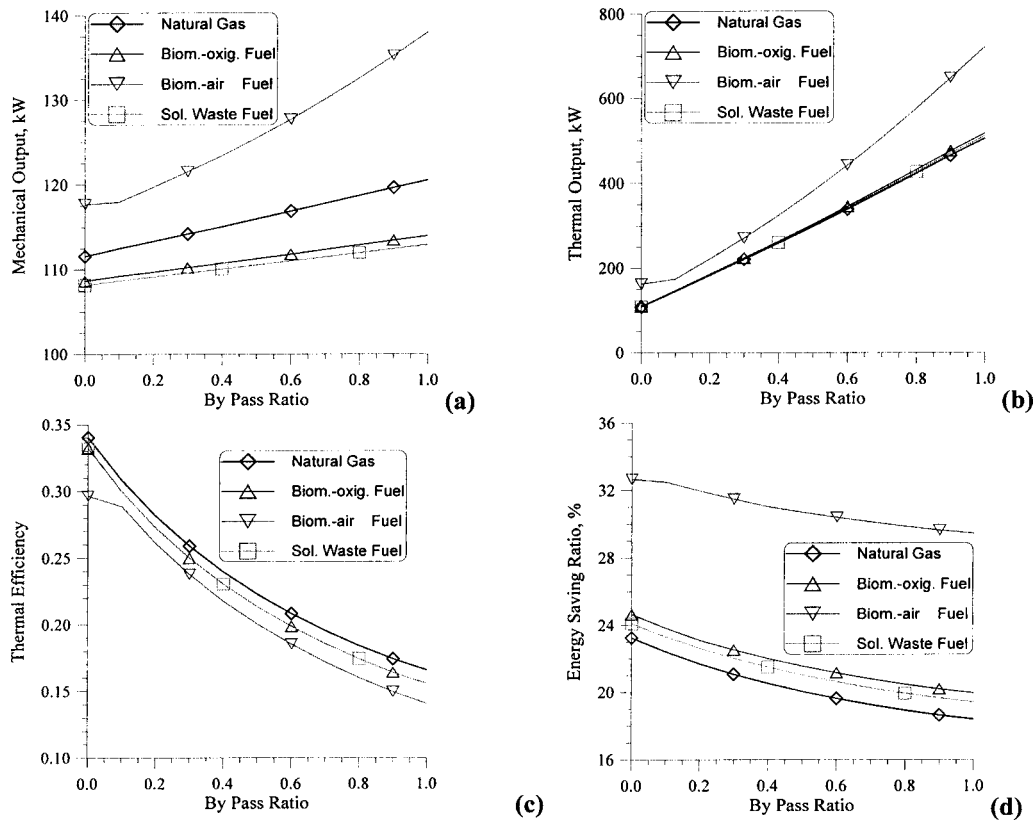 140
130
120
110
100
Mechanical Output, kW
Natural Gas
Biom.-oxig. Fuel
Biom.-air Fuel
Sol. Waste Fuel
0.0 0.2 0.4 0.6 0.8 1.0
By Pass Ratio
(a)
800
600
400
200
0
Thermal Output, kW
Natural Gas
Biom.-oxig. Fuel
Biom.-air Fuel
Sol. Waste Fuel
0.0 0.2 0.4 0.6 0.8 1.0
By Pass Ratio
(b)
0.35
0.30
0.25
0.20
0.15
0.10
Thermal Efficiency
Natural Gas
Biom.-oxig. Fuel
Biom.-air Fuel
Sol. Waste Fuel
0.0 0.2 0.4 0.6 0.8 1.0
By Pass Ratio
(c)
36
32
28
24
20
16
Energy Saving Ratio, %
Natural Gas
Biom.-oxig. Fuel
Biom.-air Fuel
Sol. Waste Fuel
0.0 0.2 0.4 0.6 0.8 1.0
By Pass Ratio
(d)